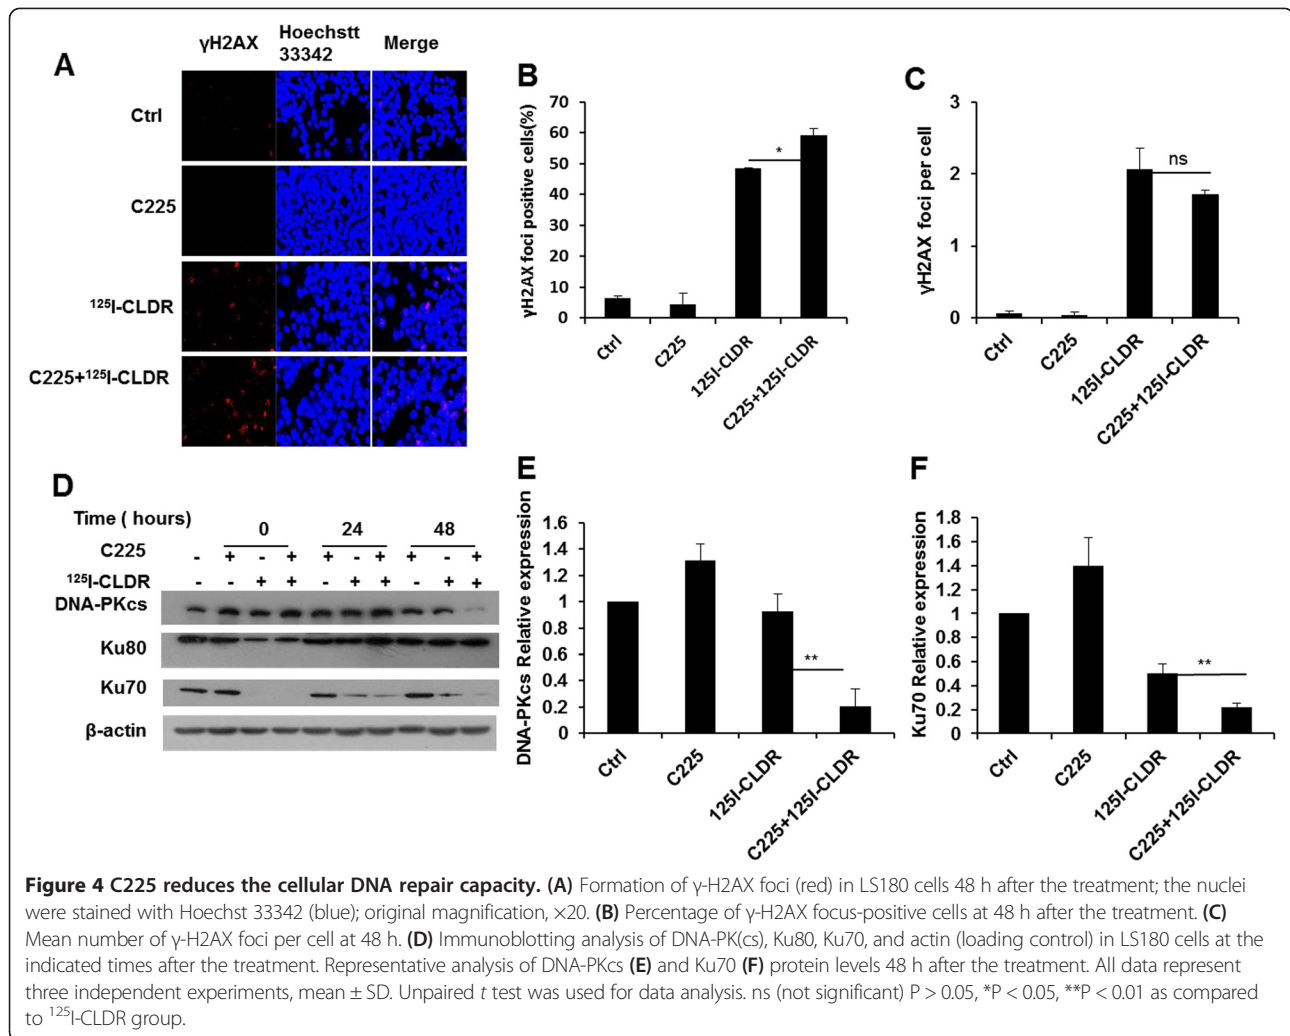 A
γH2AX
Hoechstt
33342
Merge
Ctrl
C225
¹²⁵I-CLDR
C225+¹²⁵I-CLDR
B
γH2AX foci positive cells(%)
70
60
50
40
30
20
10
0
*
Ctrl
C225
125I-CLDR
C225+125I-CLDR
C
γH2AX foci per cell
3
2
1
0
ns
Ctrl
C225
125I-CLDR
C225+125I-CLDR
D
Time ( hours)
0 24 48
C225 - + - + + - + + - +
¹²⁵I-CLDR - - + + - + + - + +
DNA-PKcs
Ku80
Ku70
β-actin
E
DNA-PKcs Relative expression
1.6
1.4
1.2
1
0.8
0.6
0.4
0.2
0
**
Ctrl
C225
125I-CLDR
C225+125I-CLDR
F
Ku70 Relative expression
1.8
1.6
1.4
1.2
1
0.8
0.6
0.4
0.2
0
**
Ctrl
C225
125I-CLDR
C225+125I-CLDR
Figure 4 C225 reduces the cellular DNA repair capacity. (A) Formation of γ-H2AX foci (red) in LS180 cells 48 h after the treatment; the nuclei
were stained with Hoechst 33342 (blue); original magnification, ×20. (B) Percentage of γ-H2AX focus-positive cells at 48 h after the treatment. (C)
Mean number of γ-H2AX foci per cell at 48 h. (D) Immunoblotting analysis of DNA-PK(cs), Ku80, Ku70, and actin (loading control) in LS180 cells at the
indicated times after the treatment. Representative analysis of DNA-PKcs (E) and Ku70 (F) protein levels 48 h after the treatment. All data represent
three independent experiments, mean ± SD. Unpaired t test was used for data analysis. ns (not significant) P > 0.05, *P < 0.05, **P < 0.01 as compared
to ¹²⁵I-CLDR group.